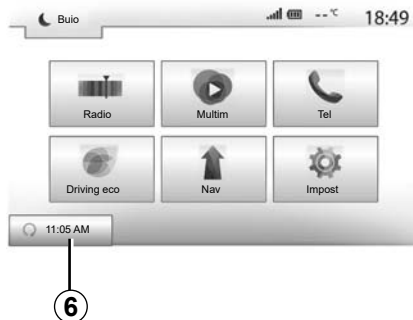 Buio --°C 18:49
Radio Multim Tel
Driving eco Nav Impost
11:05 AM
6